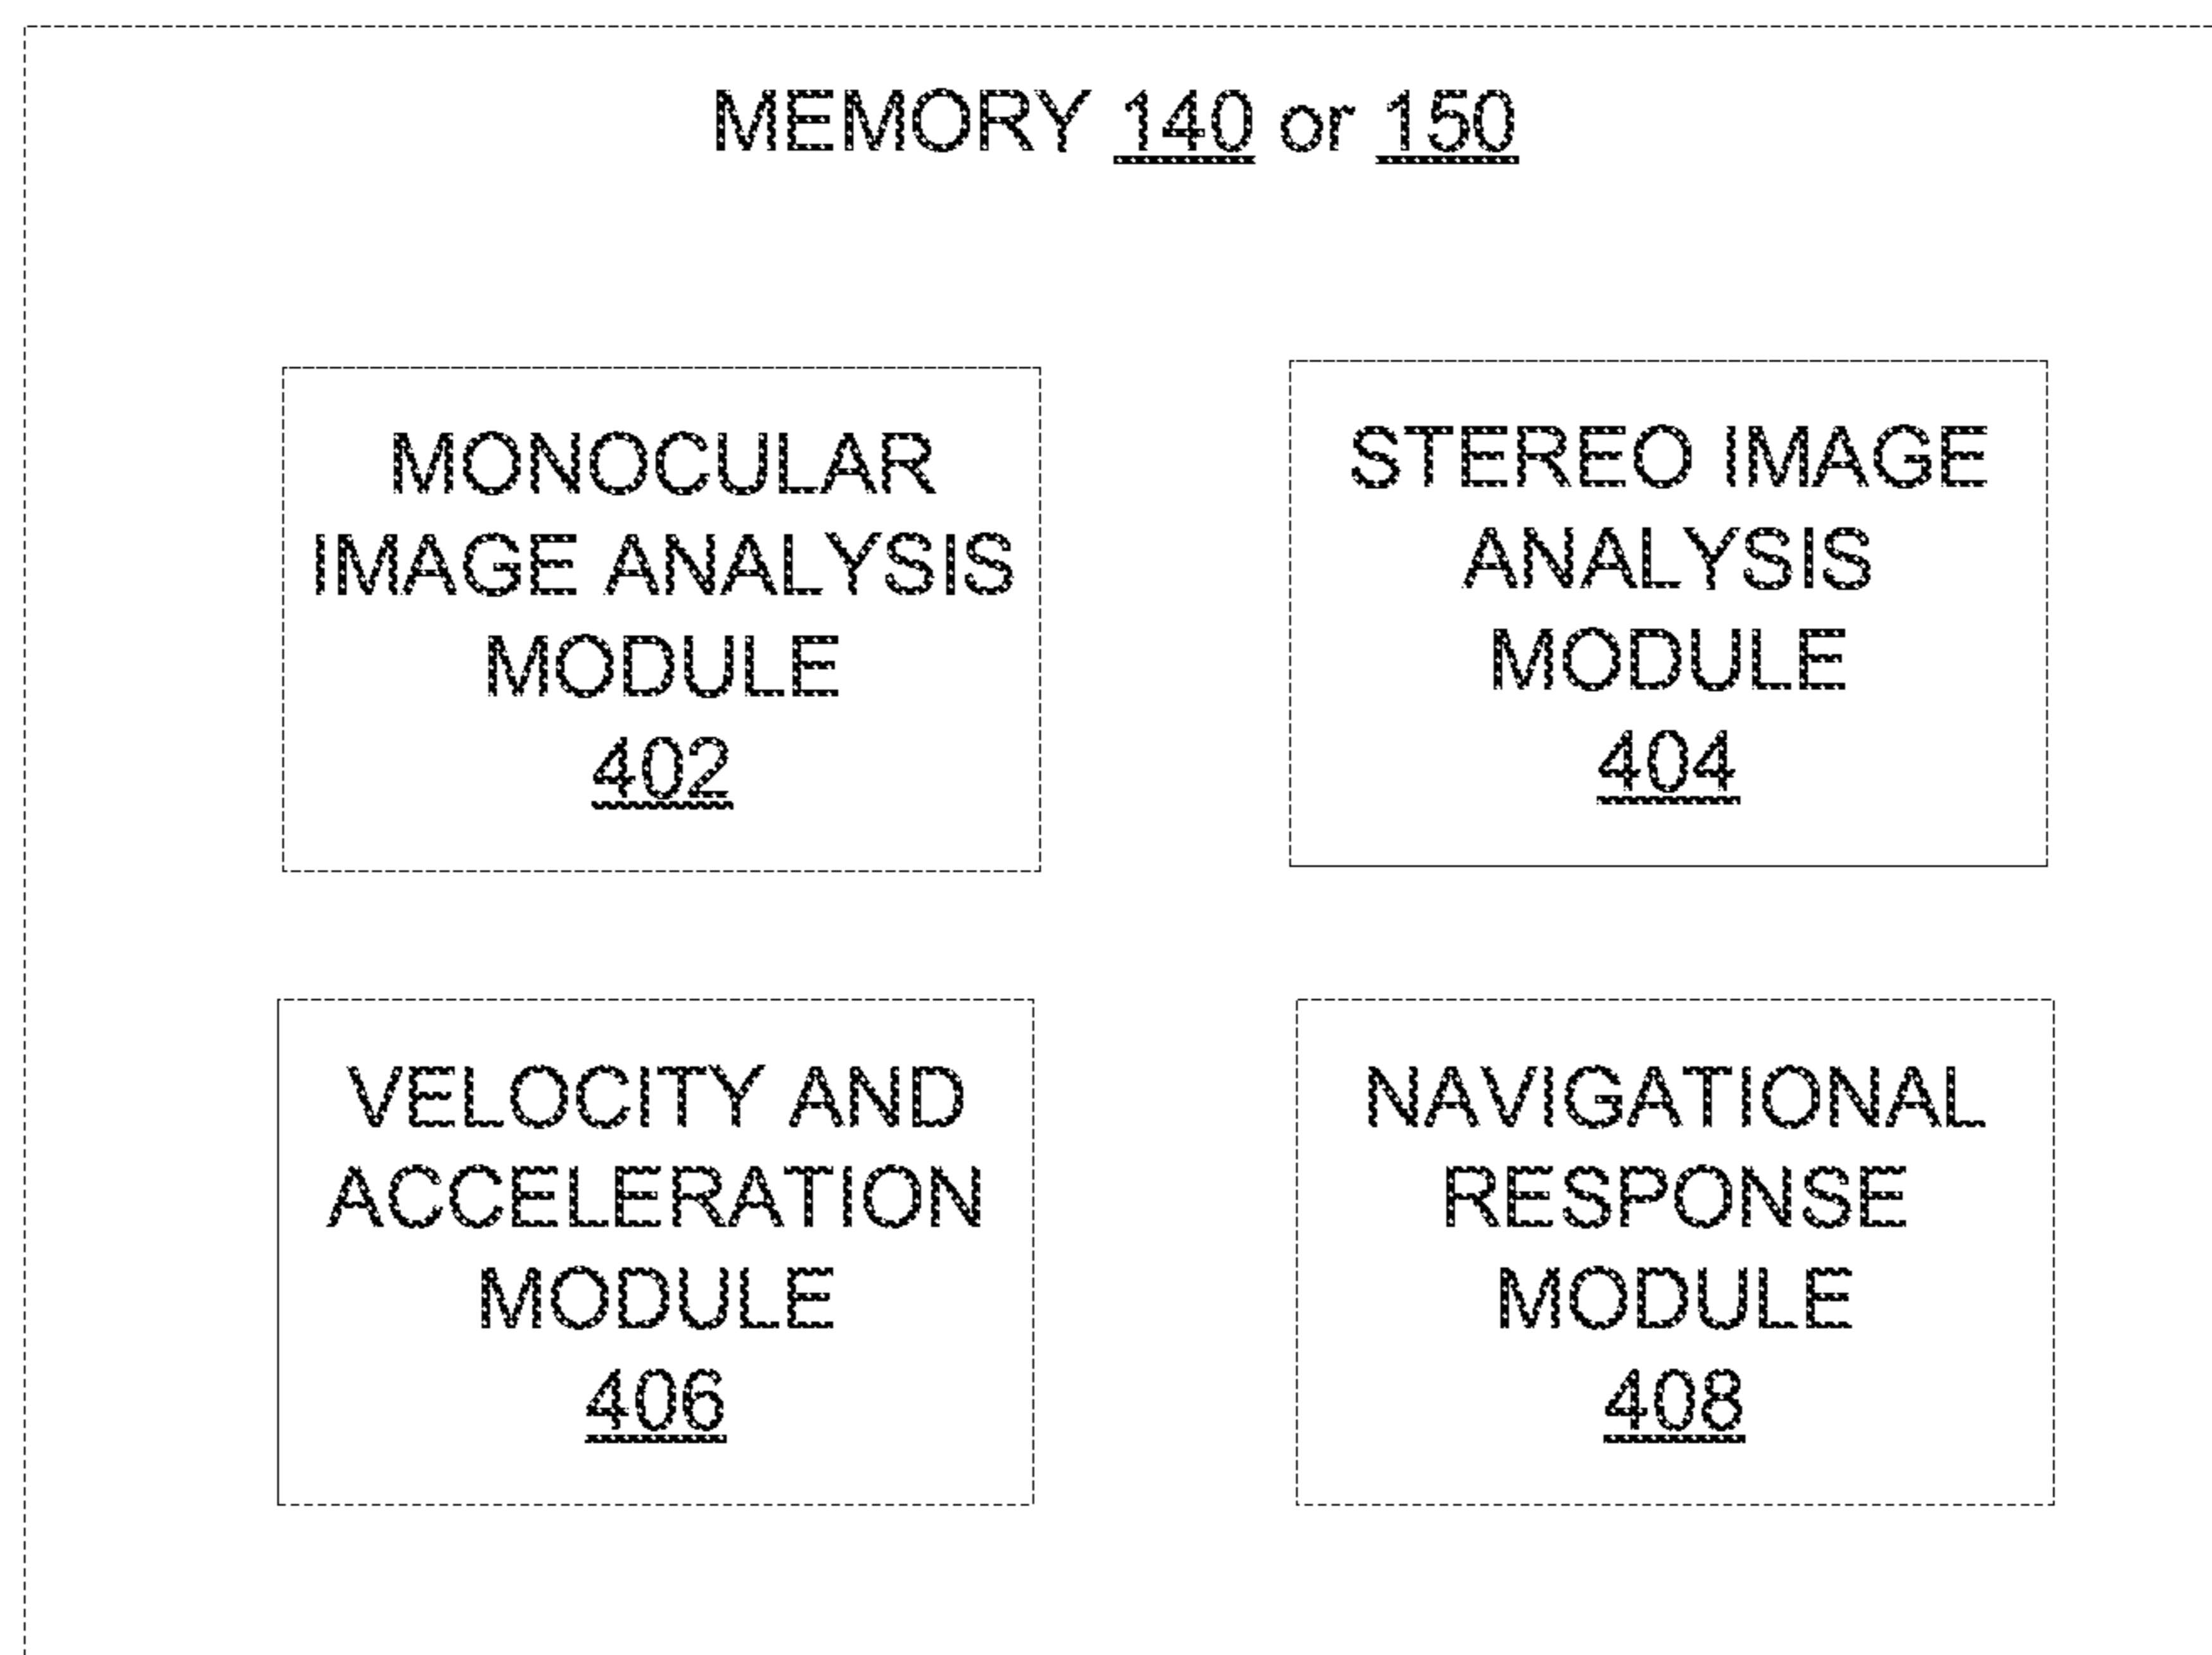 MEMORY 140 or 150
MONOCULAR
IMAGE ANALYSIS
MODULE
402
STEREO IMAGE
ANALYSIS
MODULE
404
VELOCITY AND
ACCELERATION
MODULE
406
NAVIGATIONAL
RESPONSE
MODULE
408